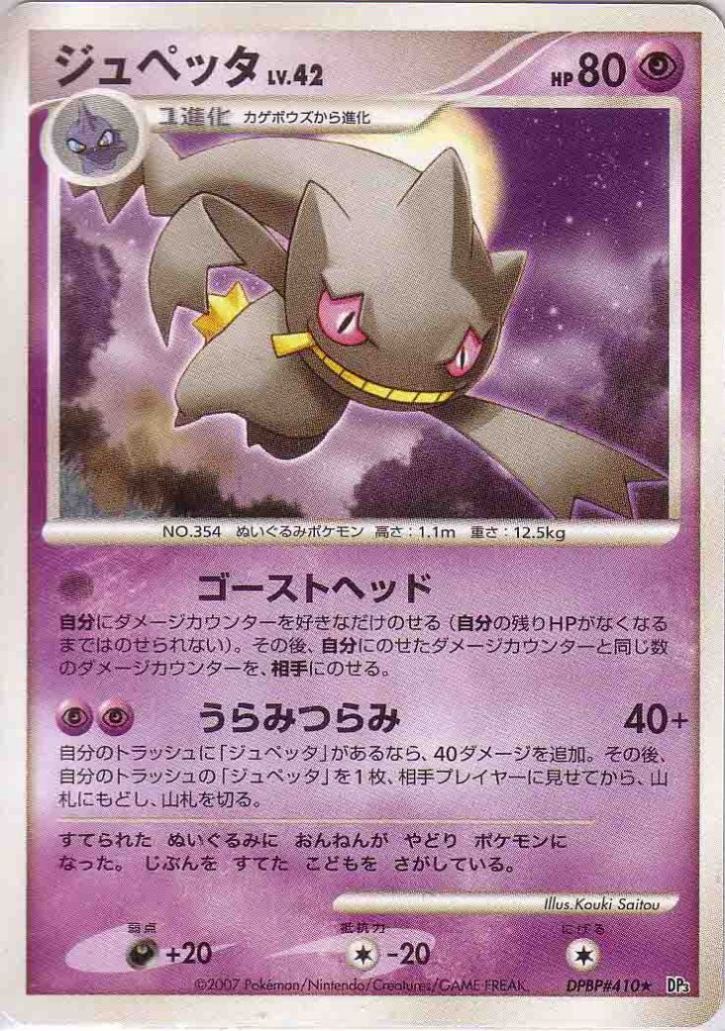 ジュペッタ LV.42 HP 80
1進化 カゲボウズから進化
NO.354 ぬいぐるみポケモン 高さ：1.1m 重さ：12.5kg
ゴーストヘッド
自分にダメージカウンターを好きなだけのせる（自分の残りHPがなくなる
まではのせられない）。その後、自分にのせたダメージカウンターと同じ数
のダメージカウンターを、相手にのせる。
うらみつらみ 40+
自分のトラッシュに「ジュペッタ」があるなら、40ダメージを追加。その後、
自分のトラッシュの「ジュペッタ」を1枚、相手プレイヤーに見せてから、山
札にもどし、山札を切る。
すてられた ぬいぐるみに おんねんが やどり ポケモンに
なった。 じぶんを すてた こどもを さがしている。
Illus.Kouki Saitou
弱点 抵抗力 にげる
+20 -20
©2007 Pokémon/Nintendo/Creatures/GAME FREAK. DPBP#410★ DP3